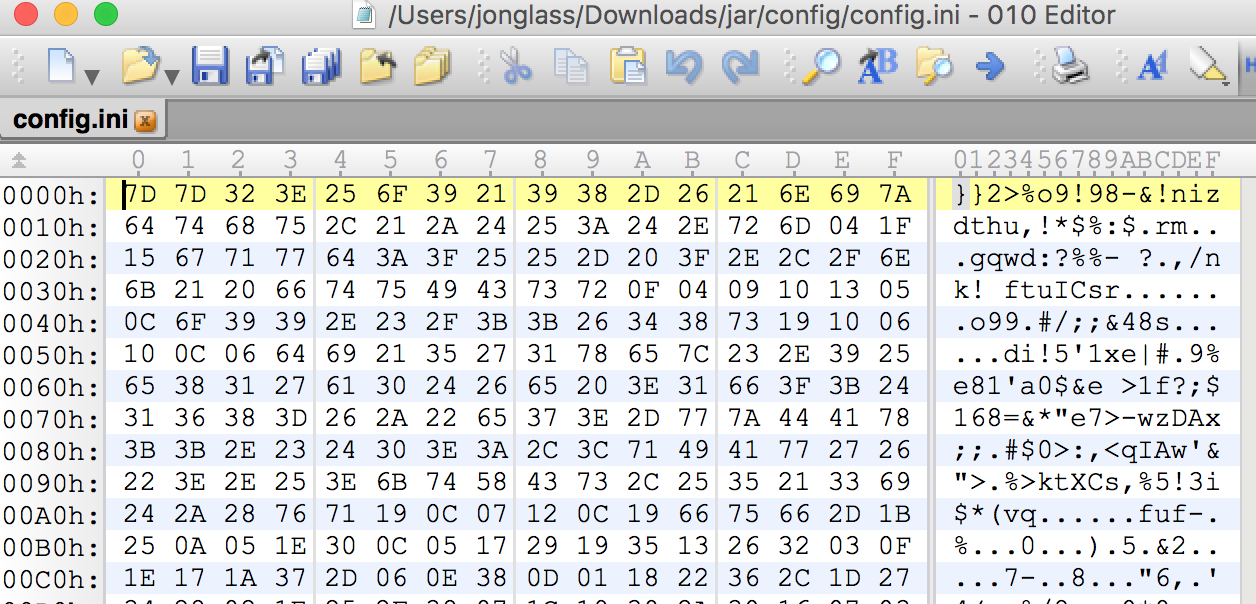 /Users/jonglass/Downloads/jar/config/config.ini - 010 Editor
config.ini x
0 1 2 3 4 5 6 7 8 9 A B C D E F 0123456789ABCDEF
0000h: 7D 7D 32 3E 25 6F 39 21 39 38 2D 26 21 6E 69 7A }}2>%o9!98-&!niz
0010h: 64 74 68 75 2C 21 2A 24 25 3A 24 2E 72 6D 04 1F dthu,!*$%:$.rm..
0020h: 15 67 71 77 64 3A 3F 25 25 2D 20 3F 2E 2C 2F 6E .gqwd:?%%- ?.,/n
0030h: 6B 21 20 66 74 75 49 43 73 72 0F 04 09 10 13 05 k! ftuICsr......
0040h: 0C 6F 39 39 2E 23 2F 3B 3B 26 34 38 73 19 10 06 .o99.#/;;&48s...
0050h: 10 0C 06 64 69 21 35 27 31 78 65 7C 23 2E 39 25 ...di!5'1xe|#.9%
0060h: 65 38 31 27 61 30 24 26 65 20 3E 31 66 3F 3B 24 e81'a0$&e >1f?;$
0070h: 31 36 38 3D 26 2A 22 65 37 3E 2D 77 7A 44 41 78 168=&*"e7>-wzDAx
0080h: 3B 3B 2E 23 24 30 3E 3A 2C 3C 71 49 41 77 27 26 ;;.#$0>:,<qIAw'&
0090h: 22 3E 2E 25 3E 6B 74 58 43 73 2C 25 35 21 33 69 ">.%>ktXCs,%5!3i
00A0h: 24 2A 28 76 71 19 0C 07 12 0C 19 66 75 66 2D 1B $*(vq......fuf-.
00B0h: 25 0A 05 1E 30 0C 05 17 29 19 35 13 26 32 03 0F %...0...).5.&2..
00C0h: 1E 17 1A 37 2D 06 0E 38 0D 01 18 22 36 2C 1D 27 ...7-..8..."6,.'